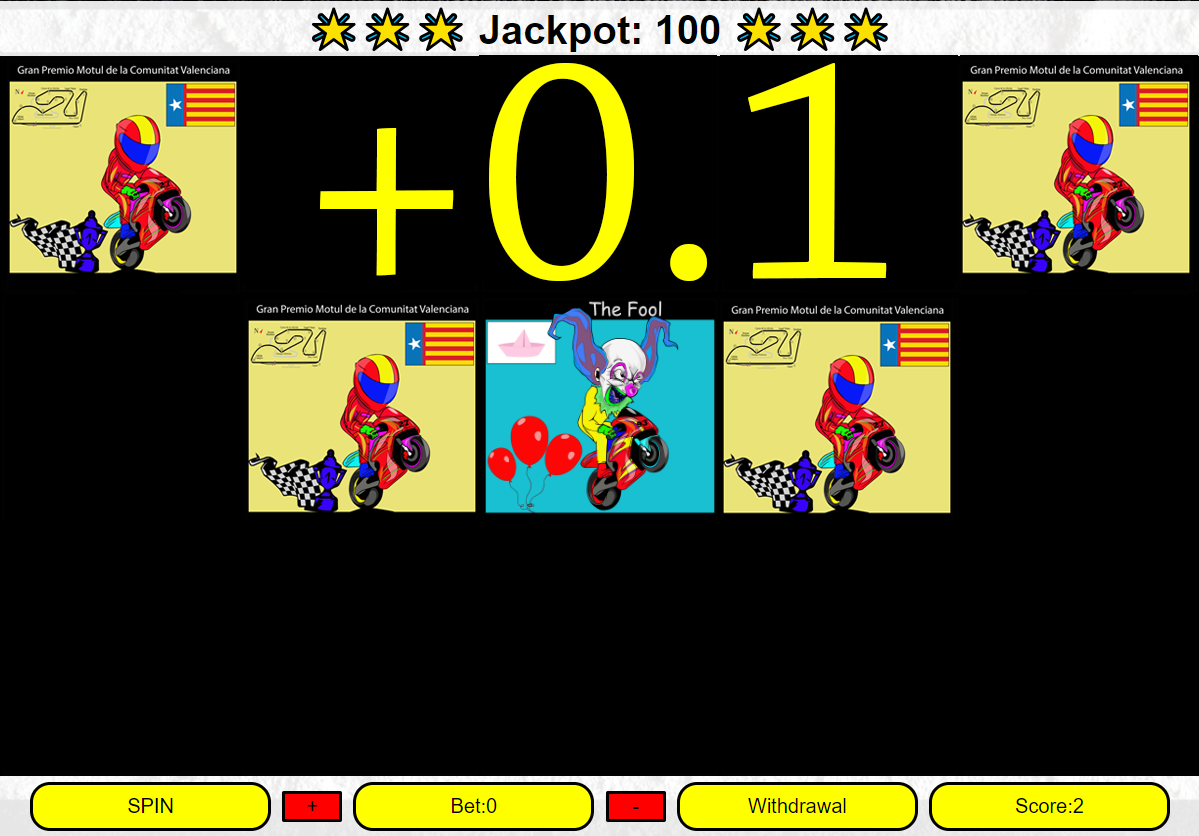 Jackpot: 100
Gran Premio Motul de la Comunitat Valenciana
+0.1
Gran Premio Motul de la Comunitat Valenciana
Gran Premio Motul de la Comunitat Valenciana
The Fool
Gran Premio Motul de la Comunitat Valenciana
SPIN
+
Bet:0
-
Withdrawal
Score:2